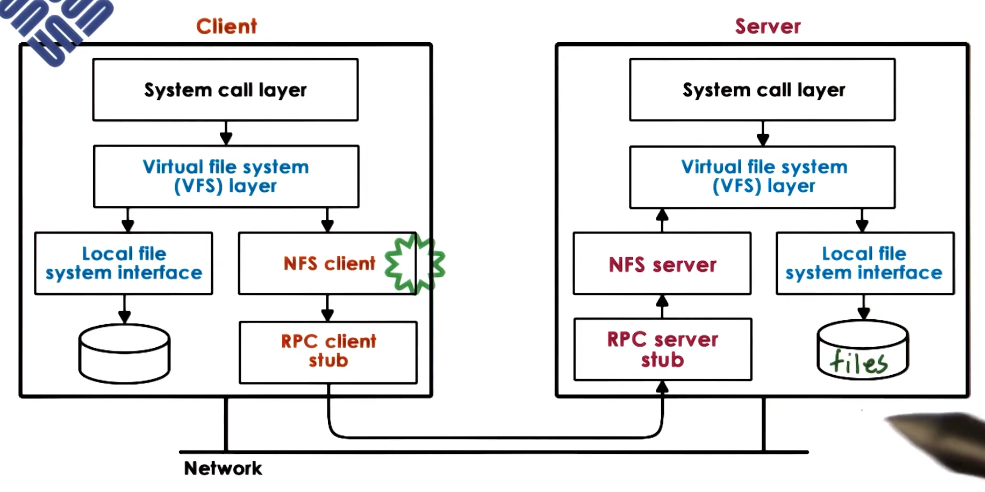 Client
Server
System call layer
Virtual file system
(VFS) layer
Local file
system interface
NFS client
RPC client
stub
System call layer
Virtual file system
(VFS) layer
NFS server
Local file
system interface
RPC server
stub
files
Network